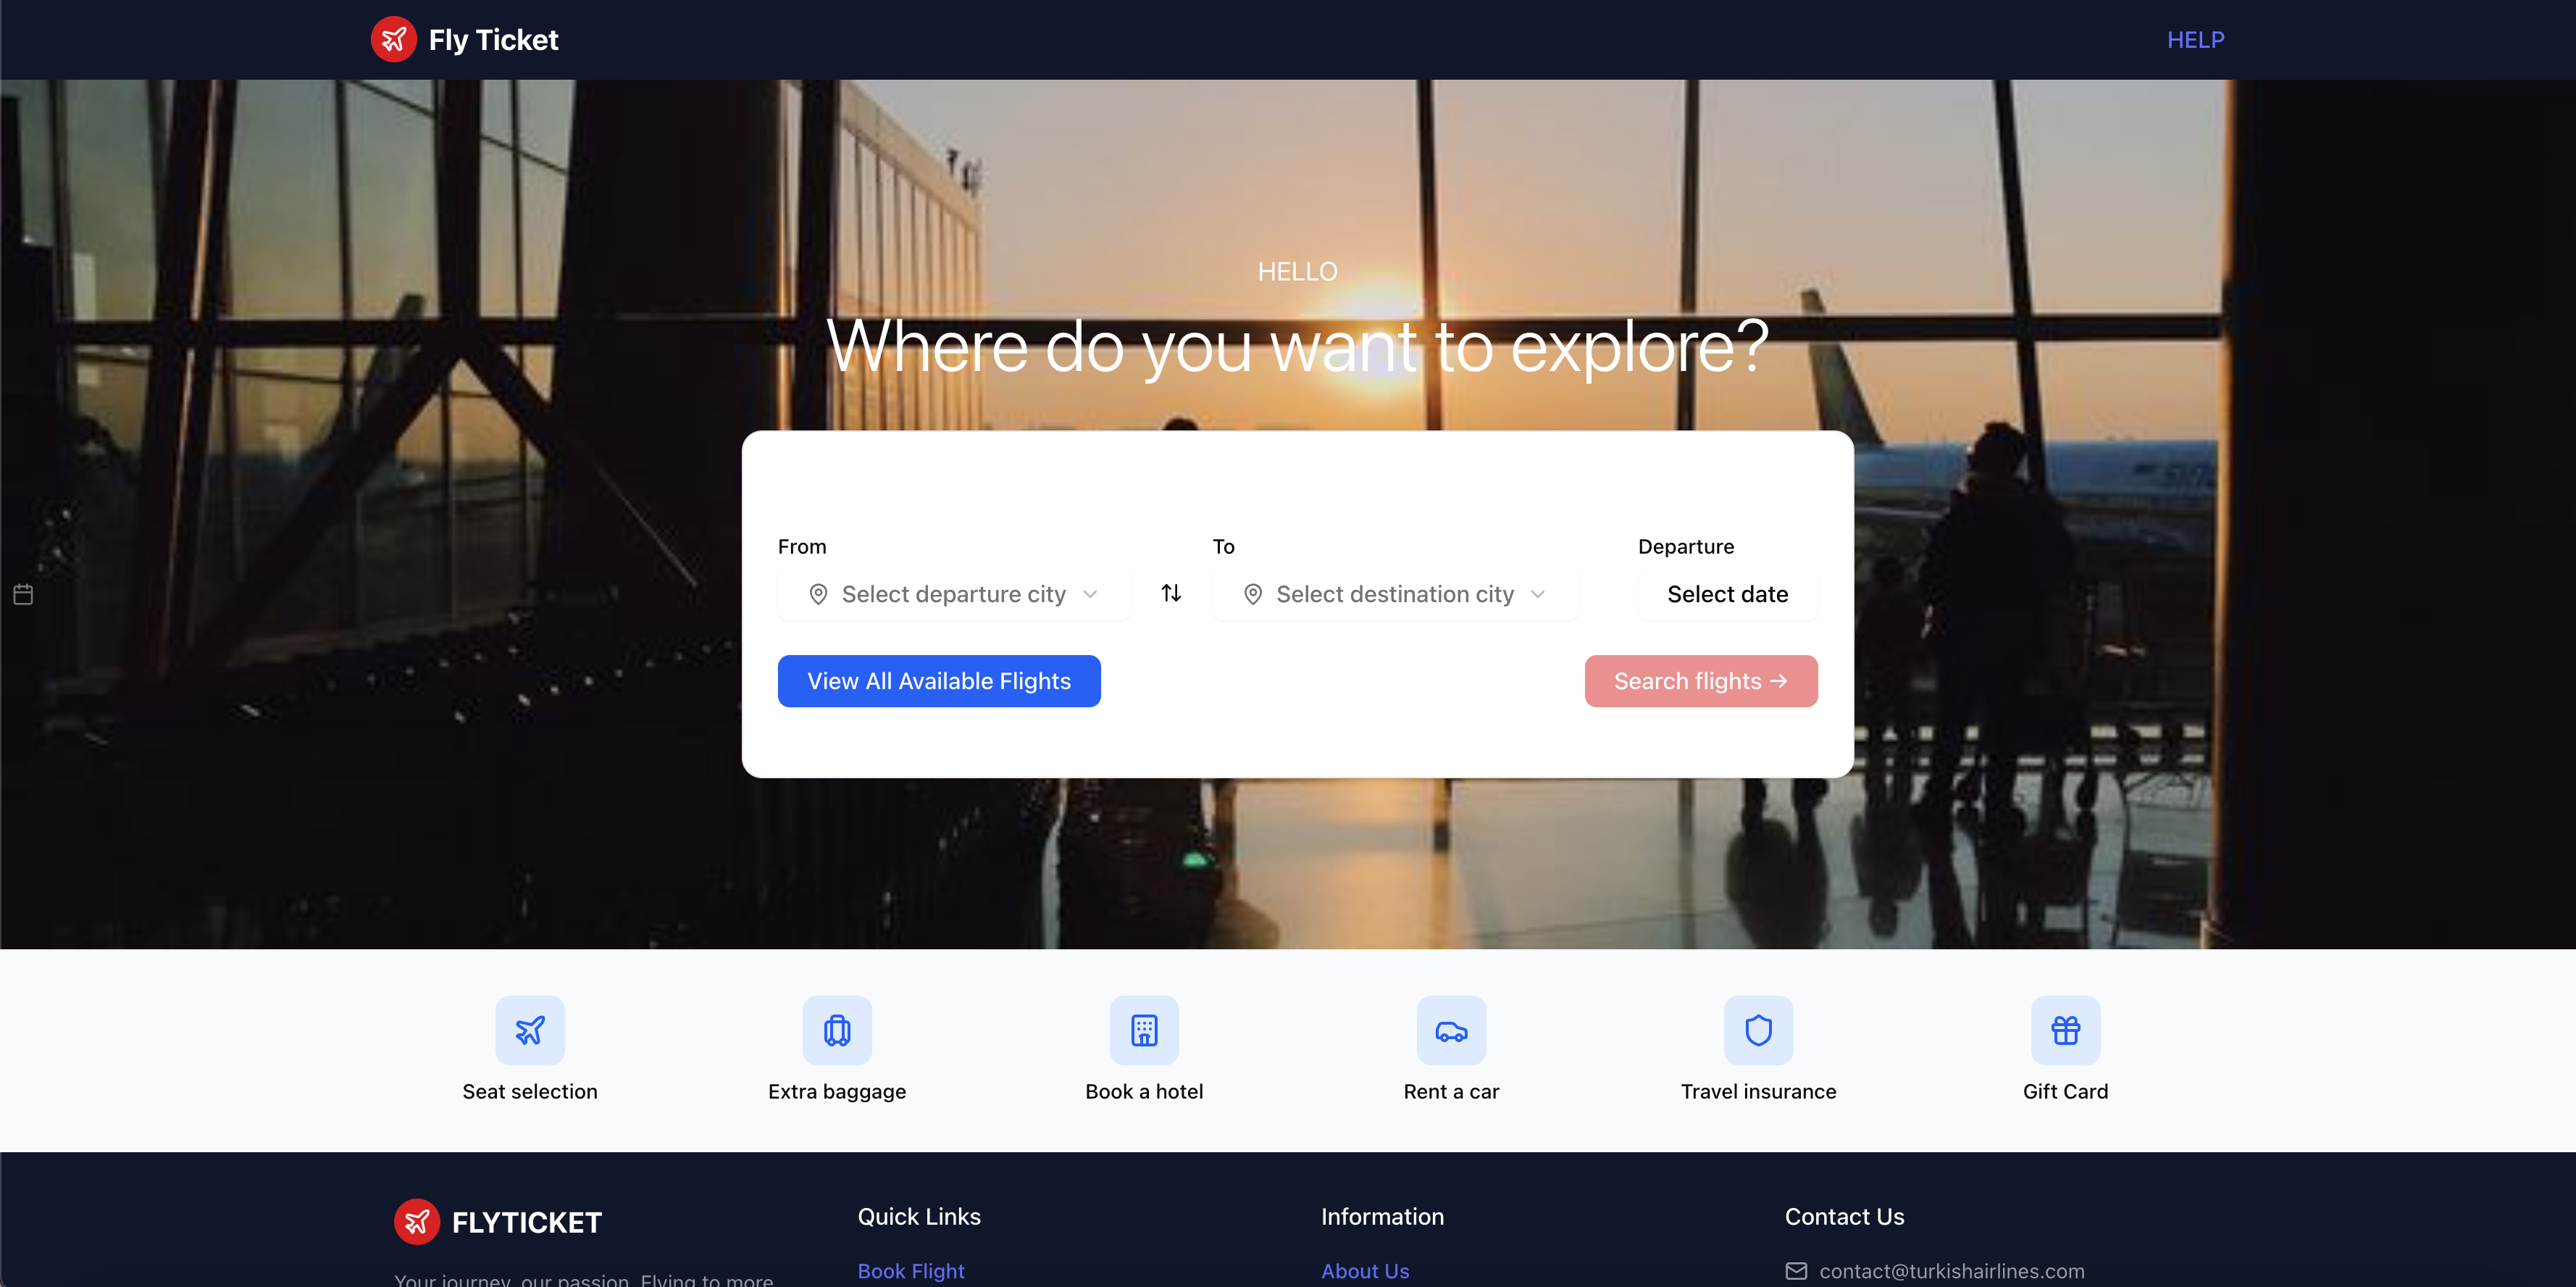 Fly Ticket
HELP
HELLO
Where do you want to explore?
From
To
Departure
Select departure city
Select destination city
Select date
View All Available Flights
Search flights →
Seat selection
Extra baggage
Book a hotel
Rent a car
Travel insurance
Gift Card
FLYTICKET
Your journey, our passion. Flying to more
Quick Links
Book Flight
Information
About Us
Contact Us
contact@turkishairlines.com